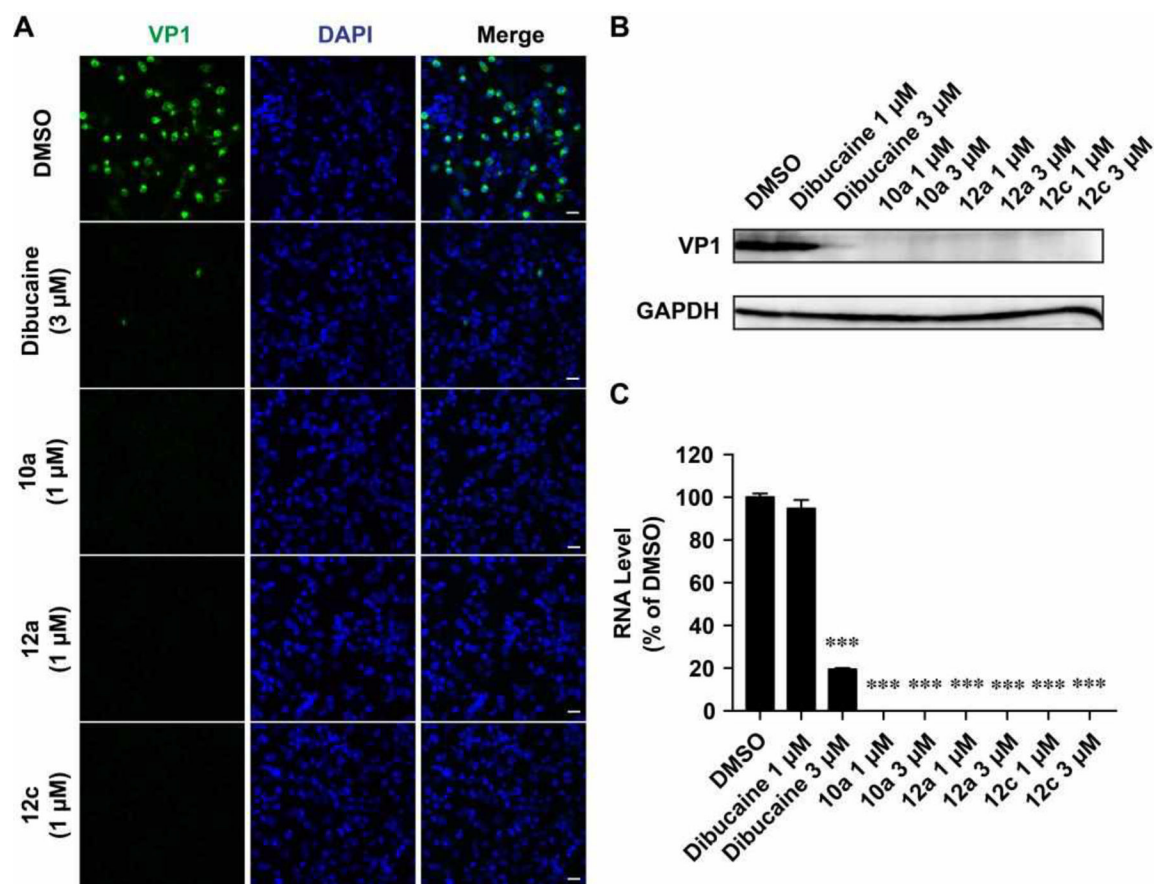 A
VP1 DAPI Merge
DMSO
Dibucaine
(3 μM)
10a
(1 μM)
12a
(1 μM)
12c
(1 μM)
B
DMSO
Dibucaine 1 μM
Dibucaine 3 μM
10a 1 μM
10a 3 μM
12a 1 μM
12a 3 μM
12c 1 μM
12c 3 μM
VP1
GAPDH
C
RNA Level
(% of DMSO)
120
100
80
60
40
20
0
***
*** *** *** *** *** ***
DMSO
Dibucaine 1 μM
Dibucaine 3 μM
10a 1 μM
10a 3 μM
12a 1 μM
12a 3 μM
12c 1 μM
12c 3 μM